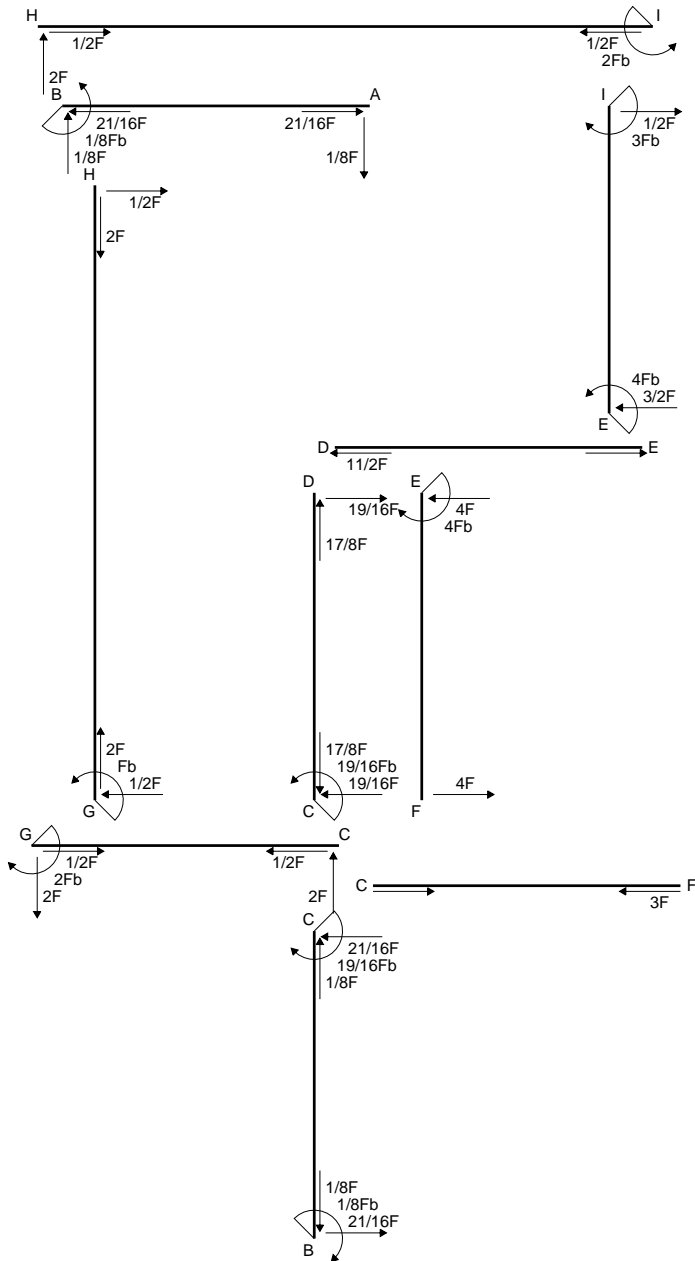 H
I
1/2F
1/2F
2Fb
2F
B
A
I
21/16F
21/16F
1/2F
1/8Fb
3Fb
1/8F
1/8F
H
1/2F
2F
4Fb
3/2F
E
D
E
11/2F
D
E
19/16F
4F
4Fb
17/8F
2F
17/8F
Fb
19/16Fb
1/2F
19/16F
4F
G
C
F
G
C
1/2F
1/2F
2Fb
2F
2F
C
F
3F
C
21/16F
19/16Fb
1/8F
1/8F
1/8Fb
21/16F
B